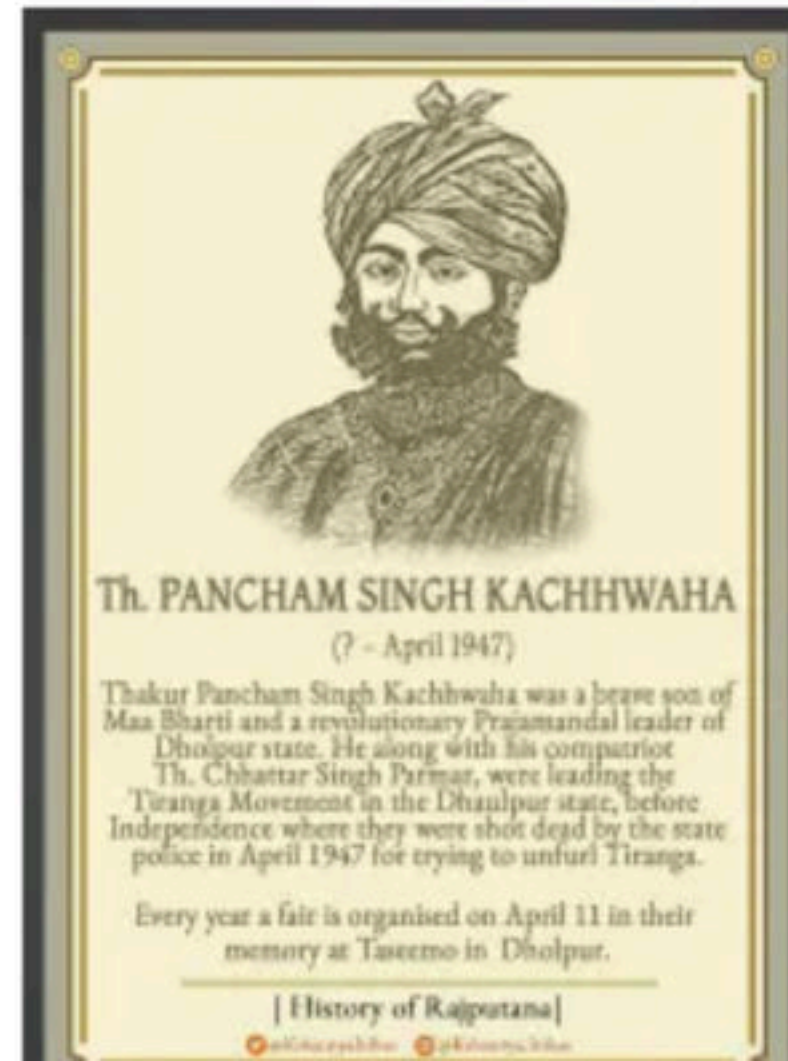 Th. PANCHAM SINGH KACHHWAHA
(? - April 1947)
Thakur Pancham Singh Kachhwaha was a brave son of
Maa Bharti and a revolutionary Prajamandal leader of
Dholpur state. He along with his compatriot
Th. Chhattar Singh Parmar, were leading the
Tiranga Movement in the Dhaulpur state, before
Independence where they were shot dead by the state
police in April 1947 for trying to unfurl Tiranga.
Every year a fair is organised on April 11 in their
memory at Taseemo in Dholpur.
| History of Rajputana|